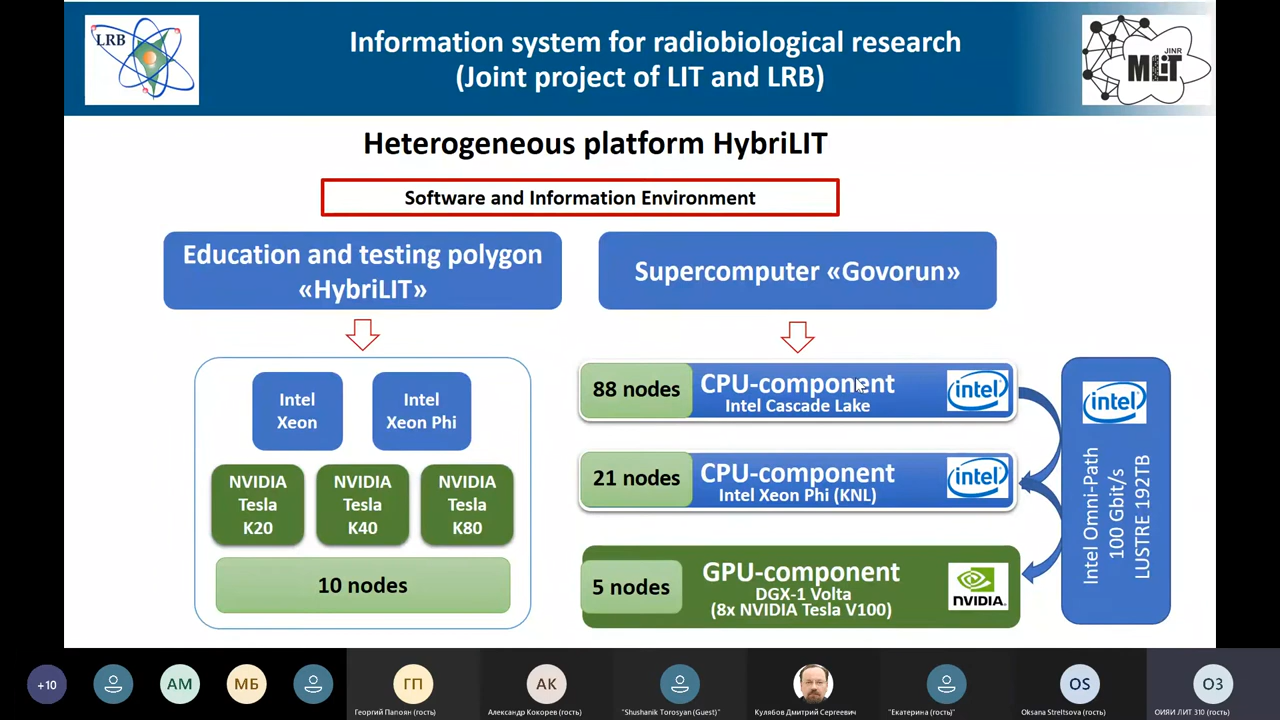 LRB
Information system for radiobiological research
(Joint project of LIT and LRB)
JINR
MLIT
Heterogeneous platform HybriLIT
Software and Information Environment
Education and testing polygon
«HybriLIT»
Supercomputer «Govorun»
Intel
Xeon
Intel
Xeon Phi
NVIDIA
Tesla
K20
NVIDIA
Tesla
K40
NVIDIA
Tesla
K80
10 nodes
88 nodes
CPU-component
Intel Cascade Lake
intel
21 nodes
CPU-component
Intel Xeon Phi (KNL)
intel
5 nodes
GPU-component
DGX-1 Volta
(8x NVIDIA Tesla V100)
NVIDIA.
intel
Intel Omni-Path
100 Gbit/s
LUSTRE 192TB
+10
АМ
МБ
ГП
Георгий Папоян (гость)
АК
Александр Кокорев (гость)
"Shushanik Torosyan (Guest)"
Кулябов Дмитрий Сергеевич
"Екатерина (гость)"
OS
Oksana Streltsova (гость)
ОЗ
ОИЯИ ЛИТ 310 (гость)